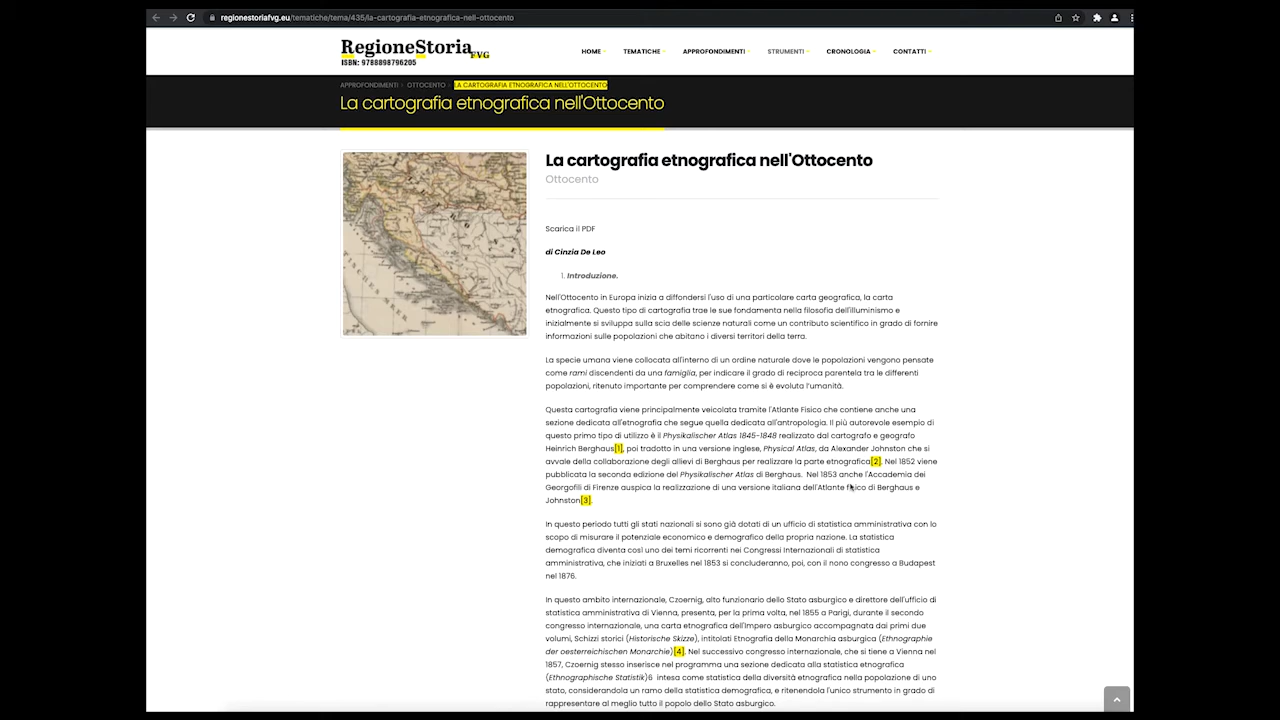 regionestoriafvg.eu/tematiche/tema/435/la-cartografia-etnografica-nell-ottocento
RegioneStoria FVG
ISBN: 9788898796205
HOME
TEMATICHE
APPROFONDIMENTI
STRUMENTI
CRONOLOGIA
CONTATTI
APPROFONDIMENTI
OTTOCENTO
LA CARTOGRAFIA ETNOGRAFICA NELL'OTTOCENTO
La cartografia etnografica nell'Ottocento
La cartografia etnografica nell'Ottocento
Ottocento
Scarica il PDF
di Cinzia De Leo
1. Introduzione.
Nell'Ottocento in Europa inizia a diffondersi l'uso di una particolare carta geografica, la carta
etnografica. Questo tipo di cartografia trae le sue fondamenta nella filosofia dell'illuminismo e
inizialmente si sviluppa sulla scia delle scienze naturali come un contributo scientifico in grado di fornire
informazioni sulle popolazioni che abitano i diversi territori della terra.
La specie umana viene collocata all'interno di un ordine naturale dove le popolazioni vengono pensate
come rami discendenti da una famiglia, per indicare il grado di reciproca parentela tra le differenti
popolazioni, ritenuto importante per comprendere come si è evoluta l'umanità.
Questa cartografia viene principalmente veicolata tramite l'Atlante Fisico che contiene anche una
sezione dedicata all'etnografia che segue quella dedicata all'antropologia. Il più autorevole esempio di
questo primo tipo di utilizzo è il Physikalischer Atlas 1845-1848 realizzato dal cartografo e geografo
Heinrich Berghaus[1], poi tradotto in una versione inglese, Physical Atlas, da Alexander Johnston che si
avvale della collaborazione degli allievi di Berghaus per realizzare la parte etnografica[2]. Nel 1852 viene
pubblicata la seconda edizione del Physikalischer Atlas di Berghaus. Nel 1853 anche l'Accademia dei
Georgofili di Firenze auspica la realizzazione di una versione italiana dell'Atlante fisico di Berghaus e
Johnston[3].
In questo periodo tutti gli stati nazionali si sono già dotati di un ufficio di statistica amministrativa con lo
scopo di misurare il potenziale economico e demografico della propria nazione. La statistica
demografica diventa così uno dei temi ricorrenti nei Congressi Internazionali di statistica
amministrativa, che iniziati a Bruxelles nel 1853 si concluderanno, poi, con il nono congresso a Budapest
nel 1876.
In questo ambito internazionale, Czoernig, alto funzionario dello Stato asburgico e direttore dell'ufficio di
statistica amministrativa di Vienna, presenta, per la prima volta, nel 1855 a Parigi, durante il secondo
congresso internazionale, una carta etnografica dell'Impero asburgico accompagnata dai primi due
volumi, Schizzi storici (Historische Skizze), intitolati Etnografia della Monarchia asburgica (Ethnographie
der oesterreichischen Monarchie)[4]. Nel successivo congresso internazionale, che si tiene a Vienna nel
1857, Czoernig stesso inserisce nel programma una sezione dedicata alla statistica etnografica
(Ethnographische Statistik)6 intesa come statistica della diversità etnografica nella popolazione di uno
stato, considerandola un ramo della statistica demografica, e ritenendola l'unico strumento in grado di
rappresentare al meglio tutto il popolo dello Stato asburgico.